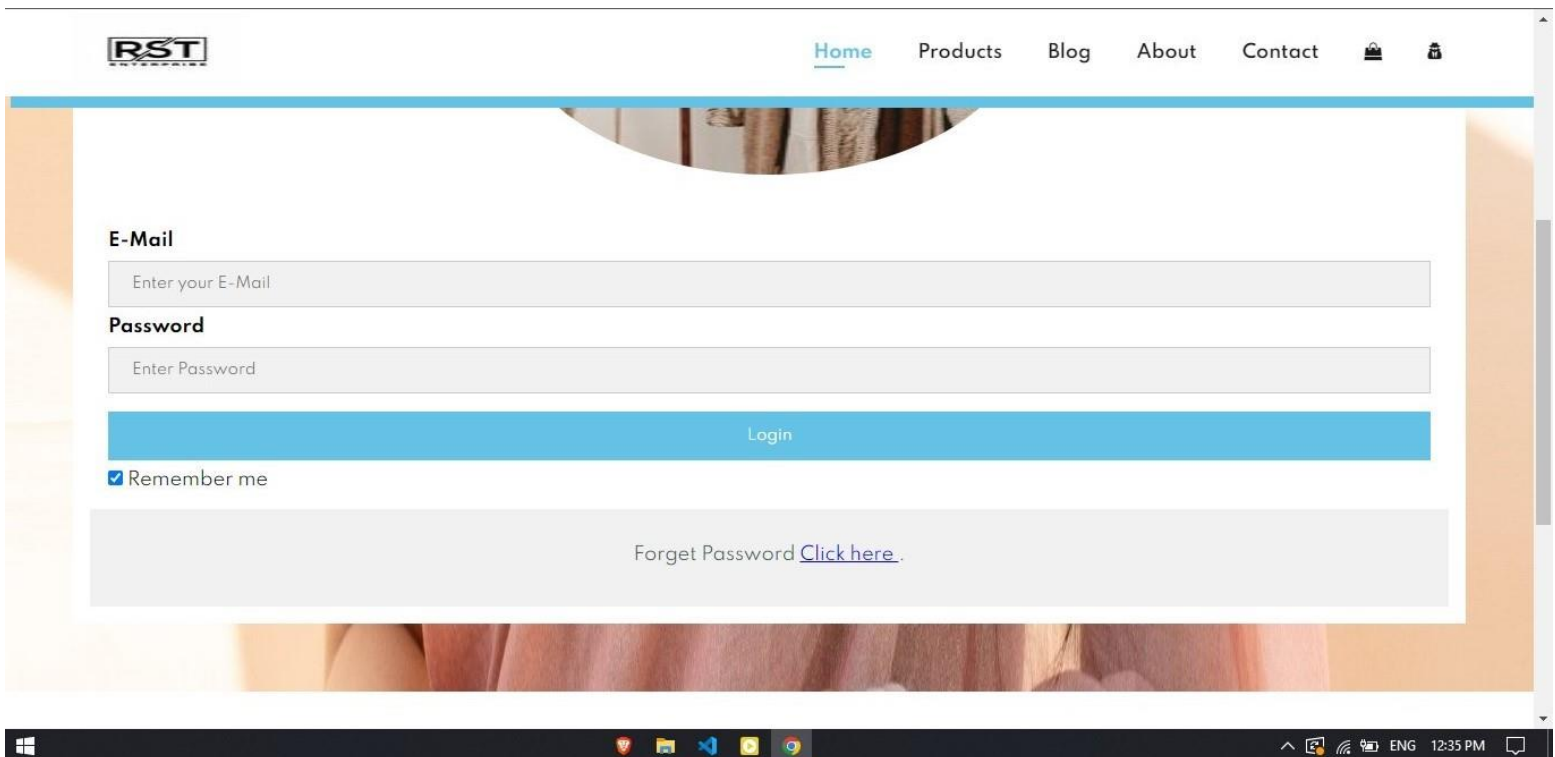 RST
ENTERPRISE
Home Products Blog About Contact
E-Mail
Enter your E-Mail
Password
Enter Password
Login
Remember me
Forget Password Click here .
ENG 12:35 PM